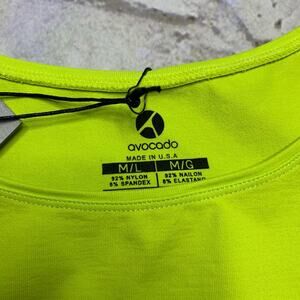 avocado
MADE IN U.S.A
M/L M/G
92% NYLON 92% NAILON
8% SPANDEX 8% ELASTANO